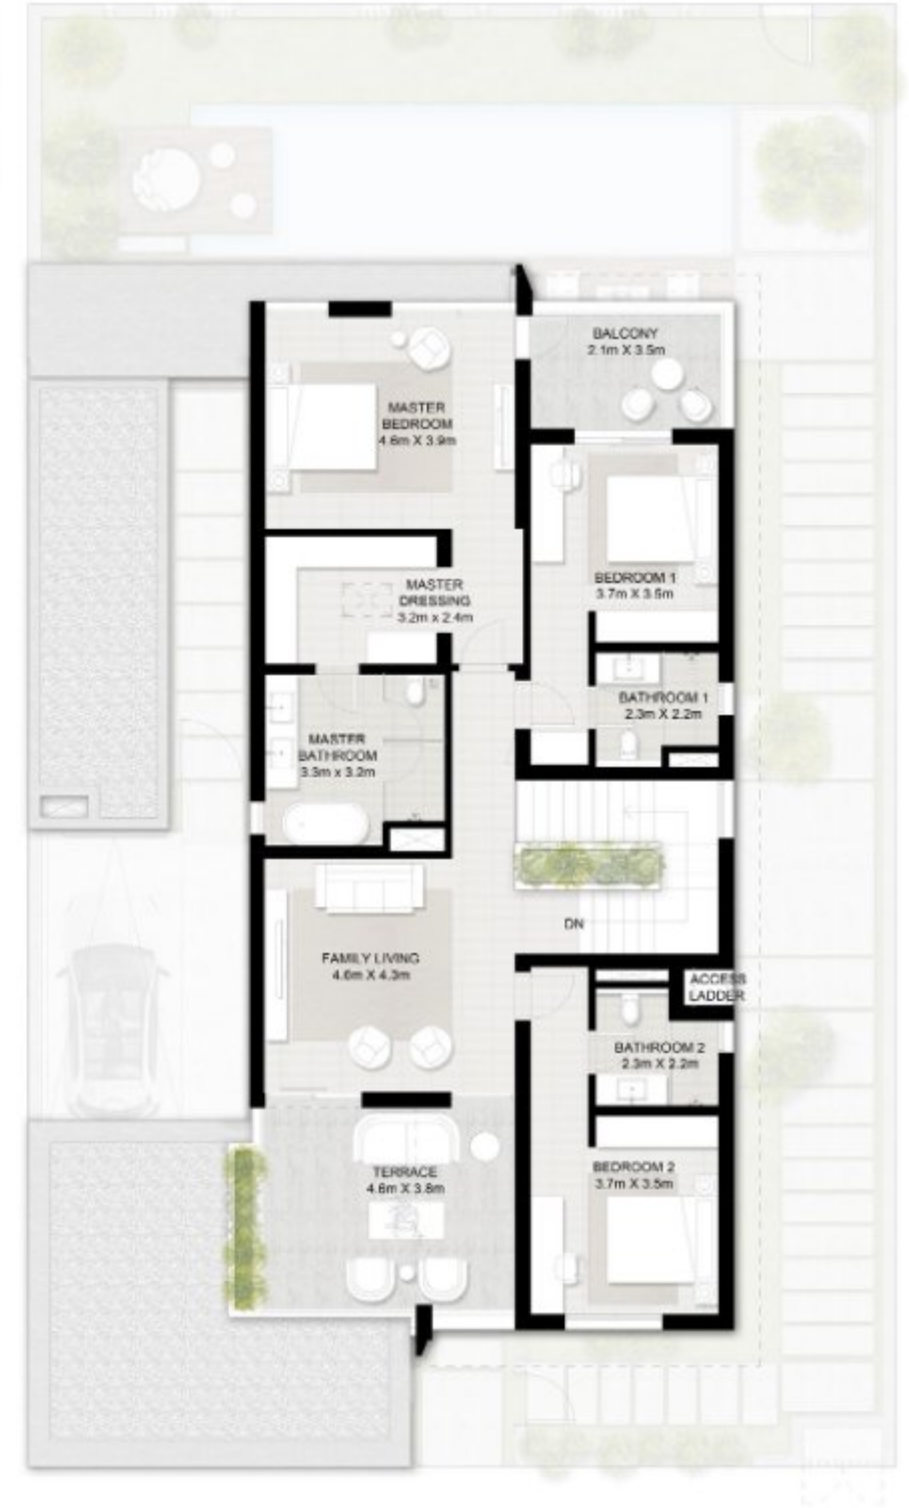 BALCONY
2.1m X 3.5m
MASTER
BEDROOM
4.6m X 3.9m
BEDROOM 1
3.7m X 3.5m
MASTER
DRESSING
3.2m x 2.4m
BATHROOM 1
2.3m X 2.2m
MASTER
BATHROOM
3.3m x 3.2m
DN
FAMILY LIVING
4.6m X 4.3m
ACCESS
LADDER
BATHROOM 2
2.3m X 2.2m
TERRACE
4.6m X 3.8m
BEDROOM 2
3.7m X 3.5m